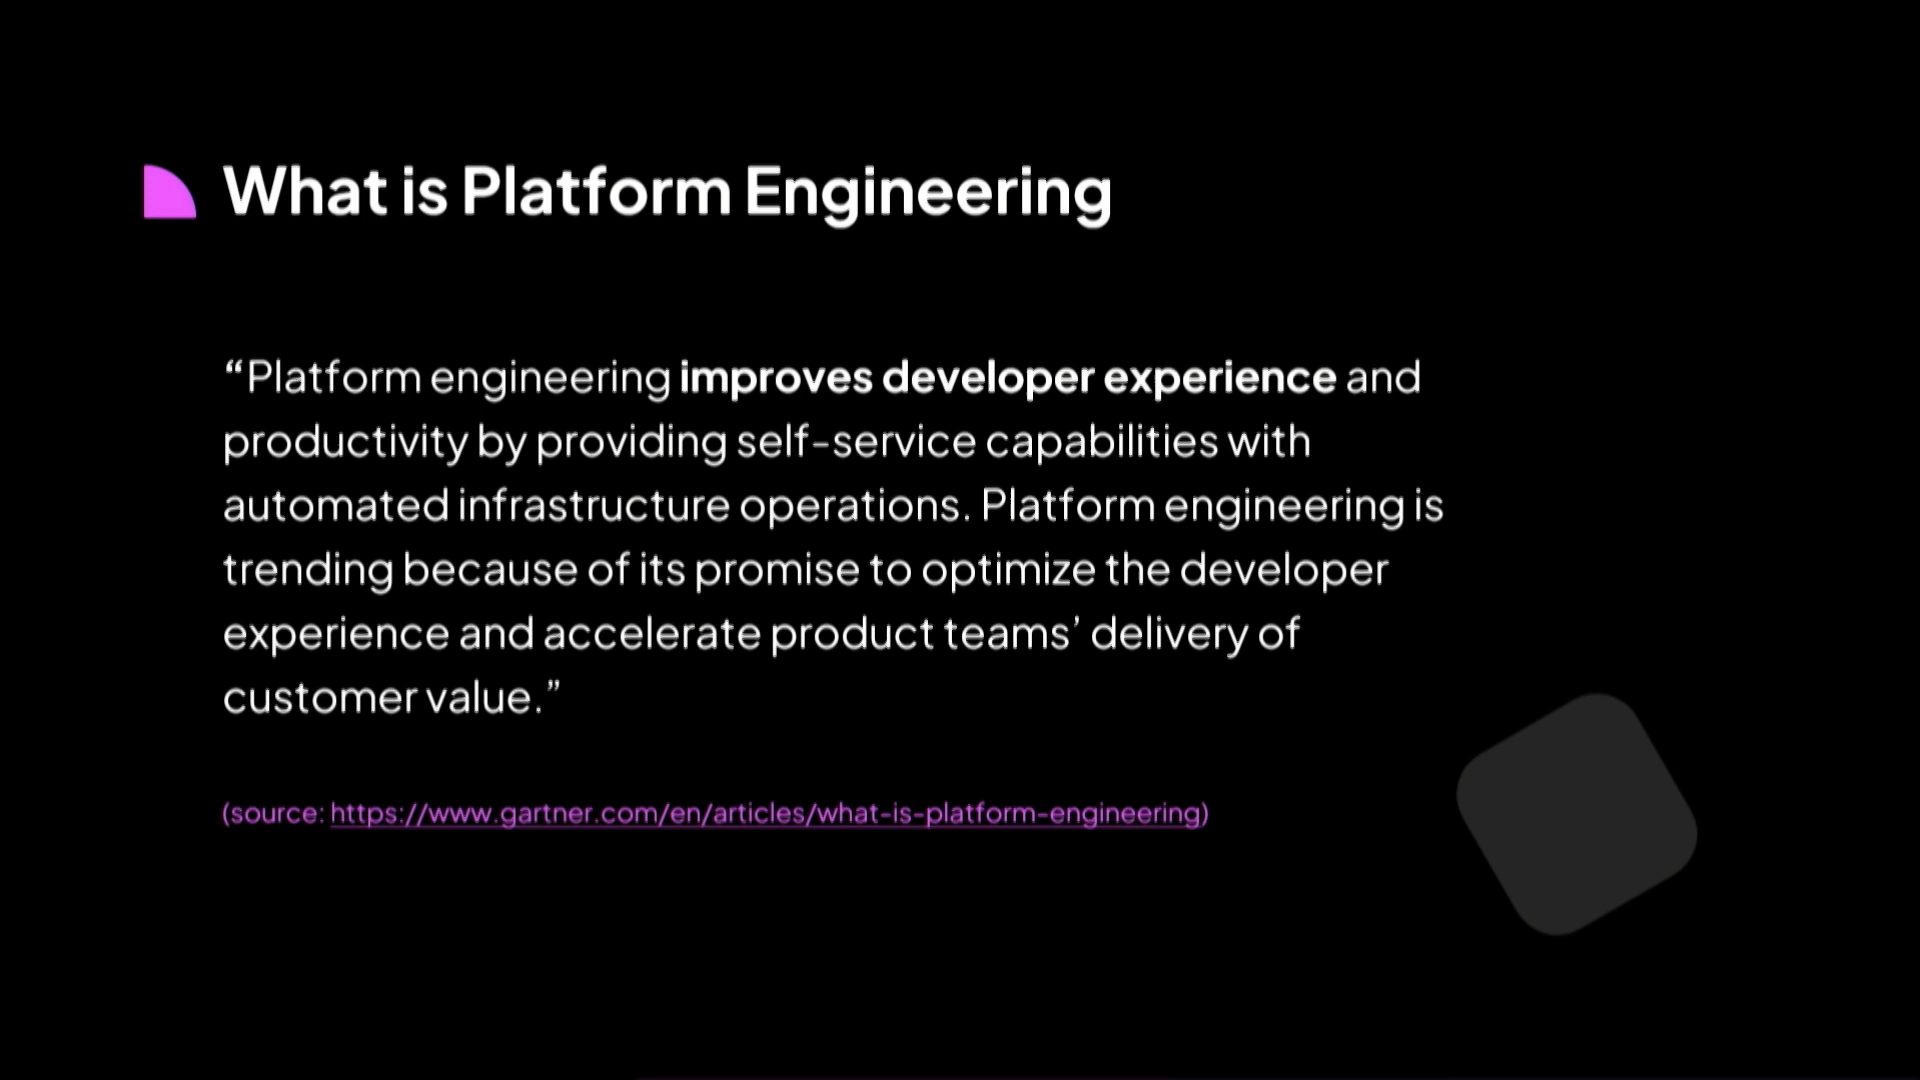 What is Platform Engineering
“Platform engineering improves developer experience and
productivity by providing self-service capabilities with
automated infrastructure operations. Platform engineering is
trending because of its promise to optimize the developer
experience and accelerate product teams’ delivery of
customer value.”
(source: https://www.gartner.com/en/articles/what-is-platform-engineering)